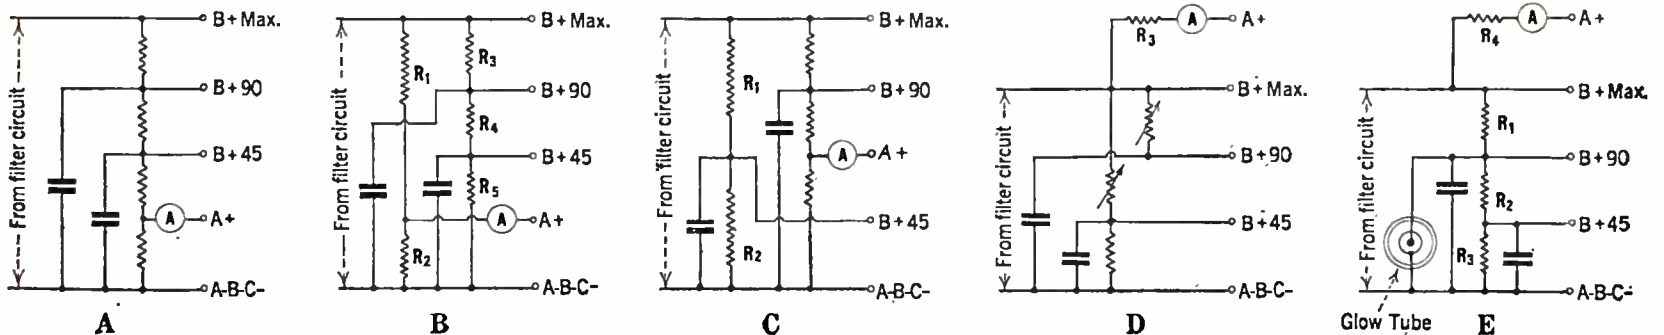 From filter circuit
B+Max.
B+90
B+45
A
A+
A-B-C-
A
From filter circuit
B+Max.
R1
R3
B+90
R4
B+45
R5
A
A+
R2
A-B-C-
B
From filter circuit
B+Max.
R1
B+90
A
A+
B+45
R2
A-B-C-
C
R3
A
A+
From filter circuit
B+Max.
B+90
B+45
A-B-C-
D
R4
A
A+
From filter circuit
B+Max.
R1
B+90
R2
B+45
R3
A-B-C-
Glow Tube
E